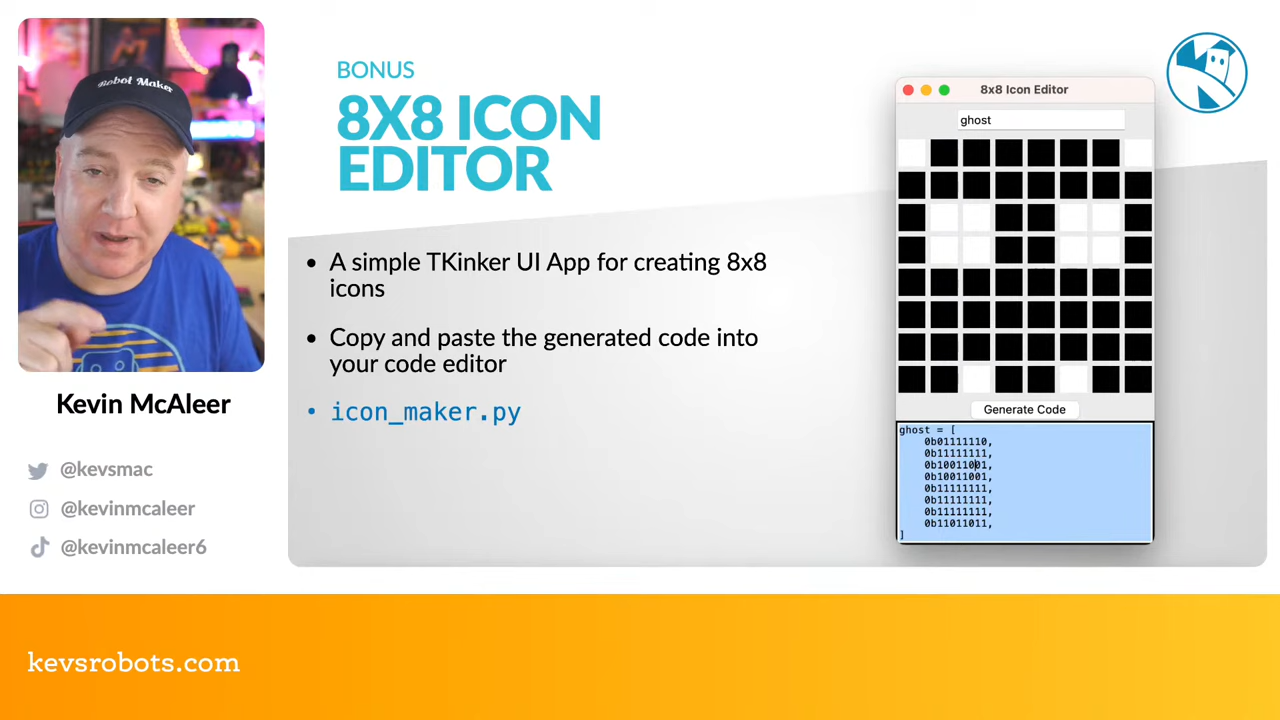 Robot Maker
BONUS
8X8 ICON
EDITOR
• A simple TKinker UI App for creating 8x8
icons
• Copy and paste the generated code into
your code editor
• icon_maker.py
Kevin McAleer
@kevsmac
@kevinmcaleer
@kevinmcaleer6
8x8 Icon Editor
ghost
Generate Code
ghost = [
0b01111110,
0b11111111,
0b10011001,
0b10011001,
0b11111111,
0b11111111,
0b11111111,
0b11011011,
]
kevsrobots.com